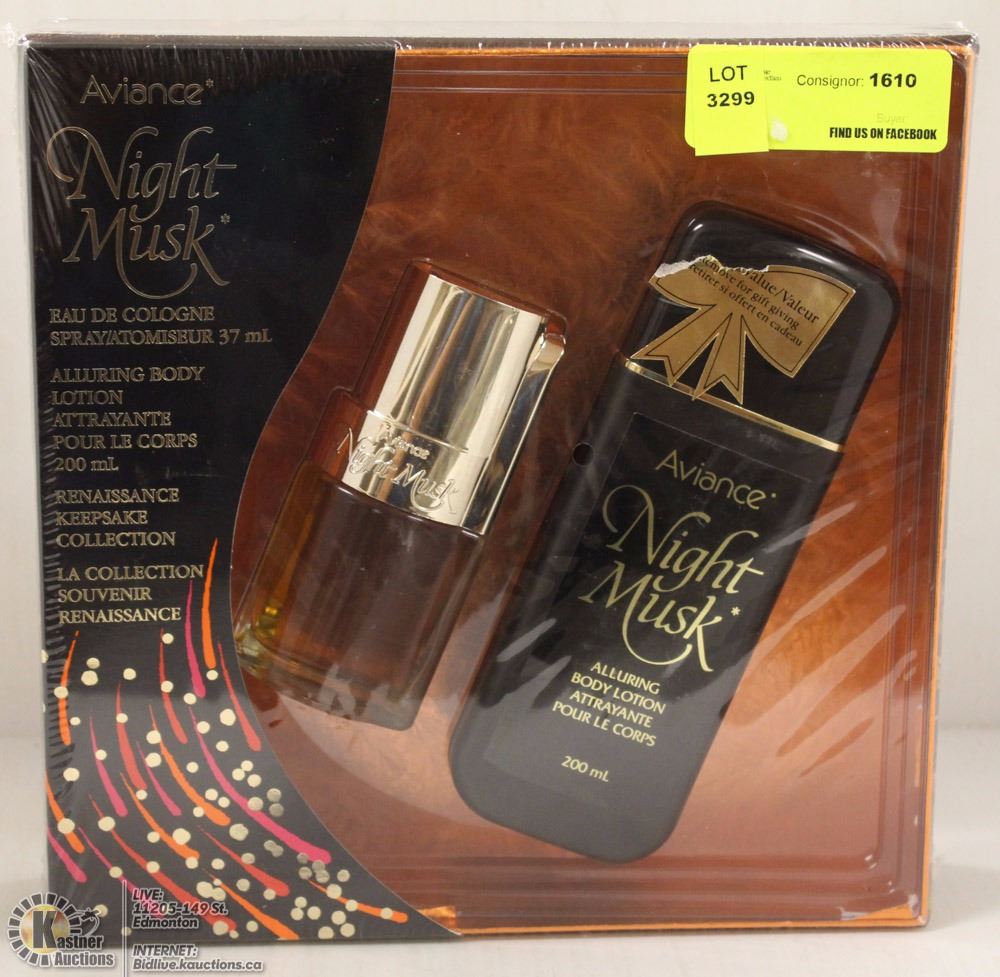 Aviance*
Night
Musk*
EAU DE COLOGNE
SPRAY/ATOMISEUR 37 mL
ALLURING BODY
LOTION
ATTRAYANTE
POUR LE CORPS
200 mL
RENAISSANCE
KEEPSAKE
COLLECTION
LA COLLECTION
SOUVENIR
RENAISSANCE
LOT
3299
Consignor: 1610
Buyer:
FIND US ON FACEBOOK
Value/Valeur
remove for gift giving
retirer si offert en cadeau
Aviance
Night Musk
Aviance*
Night
Musk*
ALLURING
BODY LOTION
ATTRAYANTE
POUR LE CORPS
200 mL
Kastner
Auctions
LIVE:
11205-149 St.
Edmonton
INTERNET:
Bidlive.kauctions.ca